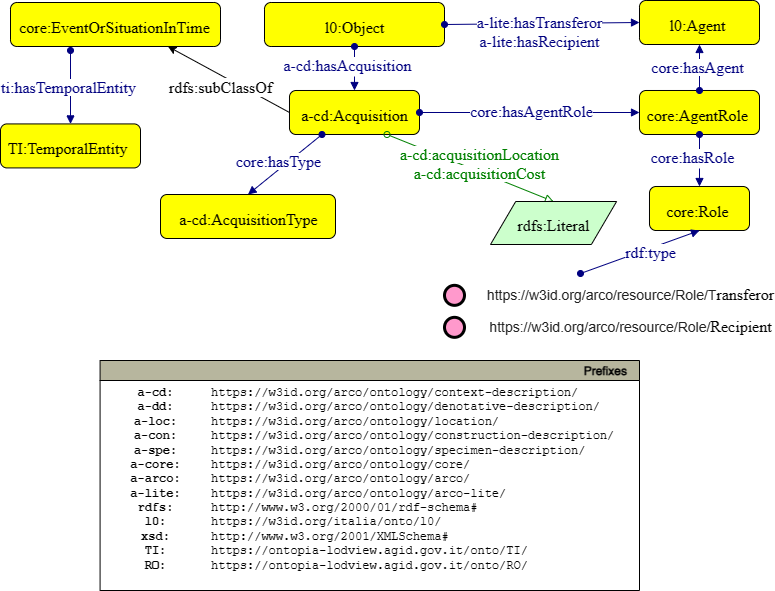 core:EventOrSituationInTime
l0:Object
a-lite:hasTransferor
a-lite:hasRecipient
l0:Agent
ti:hasTemporalEntity
rdfs:subClassOf
a-cd:hasAcquisition
core:hasAgent
TI:TemporalEntity
a-cd:Acquisition
core:hasAgentRole
core:AgentRole
core:hasType
a-cd:acquisitionLocation
a-cd:acquisitionCost
core:hasRole
a-cd:AcquisitionType
rdfs:Literal
core:Role
rdf:type
https://w3id.org/arco/resource/Role/Transferor
https://w3id.org/arco/resource/Role/Recipient
Prefixes
a-cd: https://w3id.org/arco/ontology/context-description/
a-dd: https://w3id.org/arco/ontology/denotative-description/
a-loc: https://w3id.org/arco/ontology/location/
a-con: https://w3id.org/arco/ontology/construction-description/
a-spe: https://w3id.org/arco/ontology/specimen-description/
a-core: https://w3id.org/arco/ontology/core/
a-arco: https://w3id.org/arco/ontology/arco/
a-lite: https://w3id.org/arco/ontology/arco-lite/
rdfs: http://www.w3.org/2000/01/rdf-schema#
l0: https://w3id.org/italia/onto/l0/
xsd: http://www.w3.org/2001/XMLSchema#
TI: https://ontopia-lodview.agid.gov.it/onto/TI/
RO: https://ontopia-lodview.agid.gov.it/onto/RO/